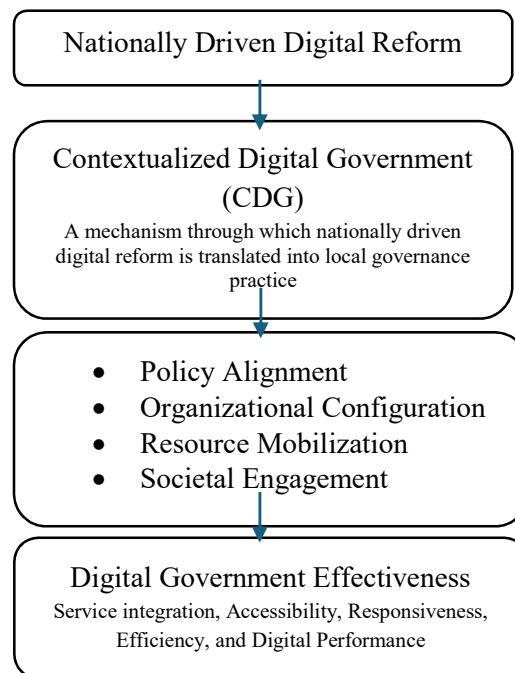 Nationally Driven Digital Reform
Contextualized Digital Government
(CDG)
A mechanism through which nationally driven
digital reform is translated into local governance
practice
• Policy Alignment
• Organizational Configuration
• Resource Mobilization
• Societal Engagement
Digital Government Effectiveness
Service integration, Accessibility, Responsiveness,
Efficiency, and Digital Performance